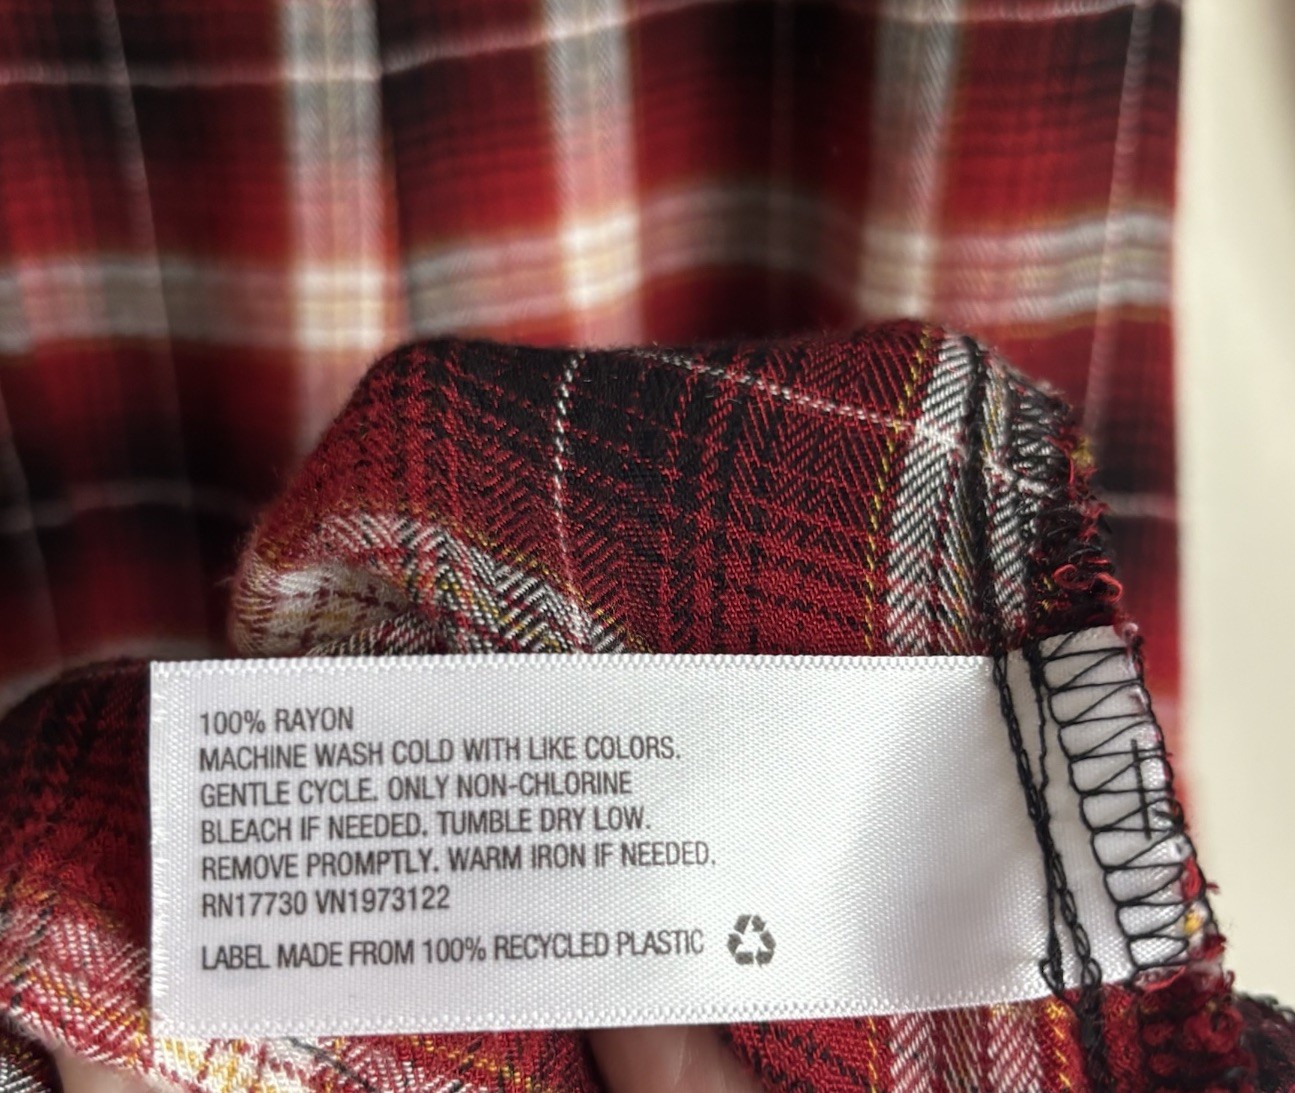 100% RAYON
MACHINE WASH COLD WITH LIKE COLORS.
GENTLE CYCLE. ONLY NON-CHLORINE
BLEACH IF NEEDED. TUMBLE DRY LOW.
REMOVE PROMPTLY. WARM IRON IF NEEDED.
RN17730 VN1973122
LABEL MADE FROM 100% RECYCLED PLASTIC